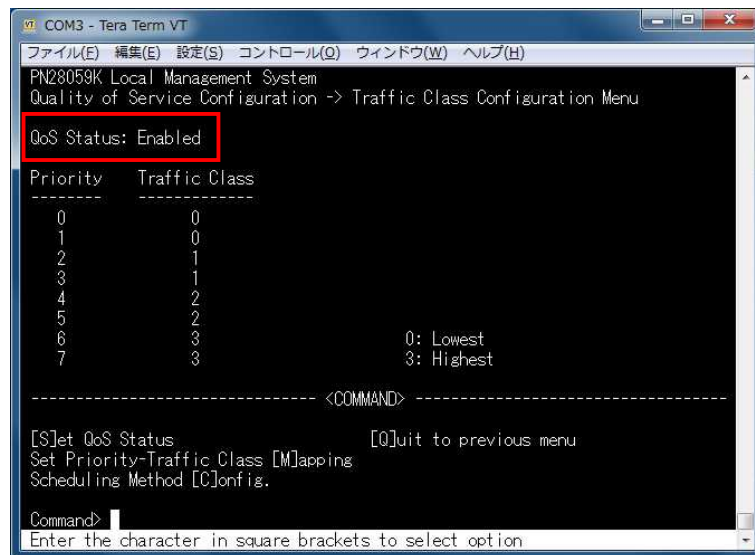 COM3 - Tera Term VT
ファイル(F) 編集(E) 設定(S) コントロール(O) ウィンドウ(W) ヘルプ(H)
PN28059K Local Management System
Quality of Service Configuration -> Traffic Class Configuration Menu
QoS Status: Enabled
Priority Traffic Class
-------- -------------
0 0
1 0
2 1
3 1
4 2
5 2
6 3 0: Lowest
7 3 3: Highest
------------------------------- <COMMAND> ----------------------------------
[S]et QoS Status [Q]uit to previous menu
Set Priority-Traffic Class [M]apping
Scheduling Method [C]onfig.
Command>
Enter the character in square brackets to select option